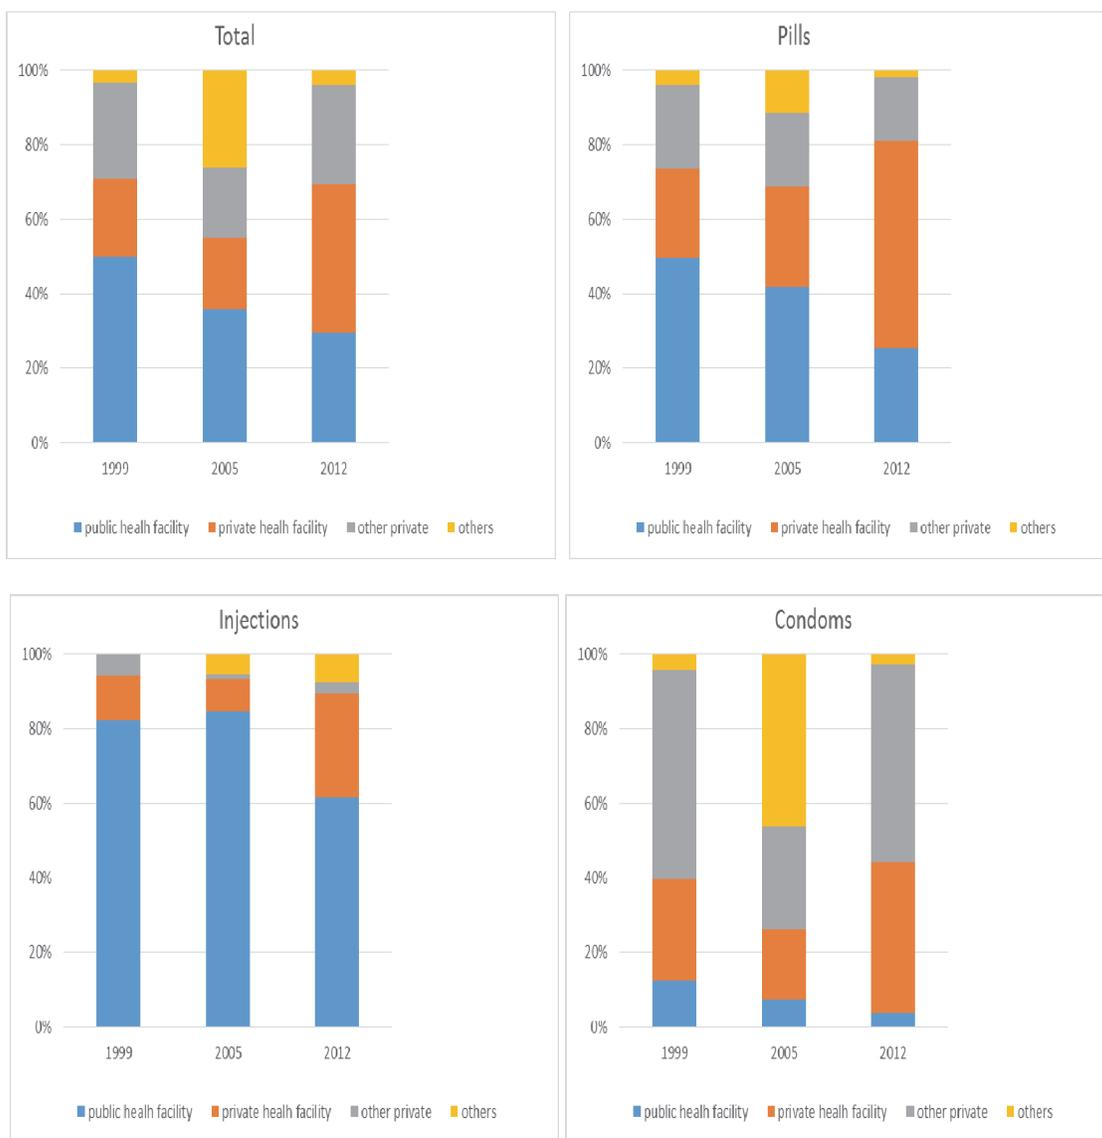 Total
100%
80%
60%
40%
20%
0%
1999 2005 2012
public healh facility private healh facility other private others
Pills
100%
80%
60%
40%
20%
0%
1999 2005 2012
public healh facility private healh facility other private others
Injections
100%
80%
60%
40%
20%
0%
1999 2005 2012
public healh facility private healh facility other private others
Condoms
100%
80%
60%
40%
20%
0%
1999 2005 2012
public healh facility private healh facility other private others